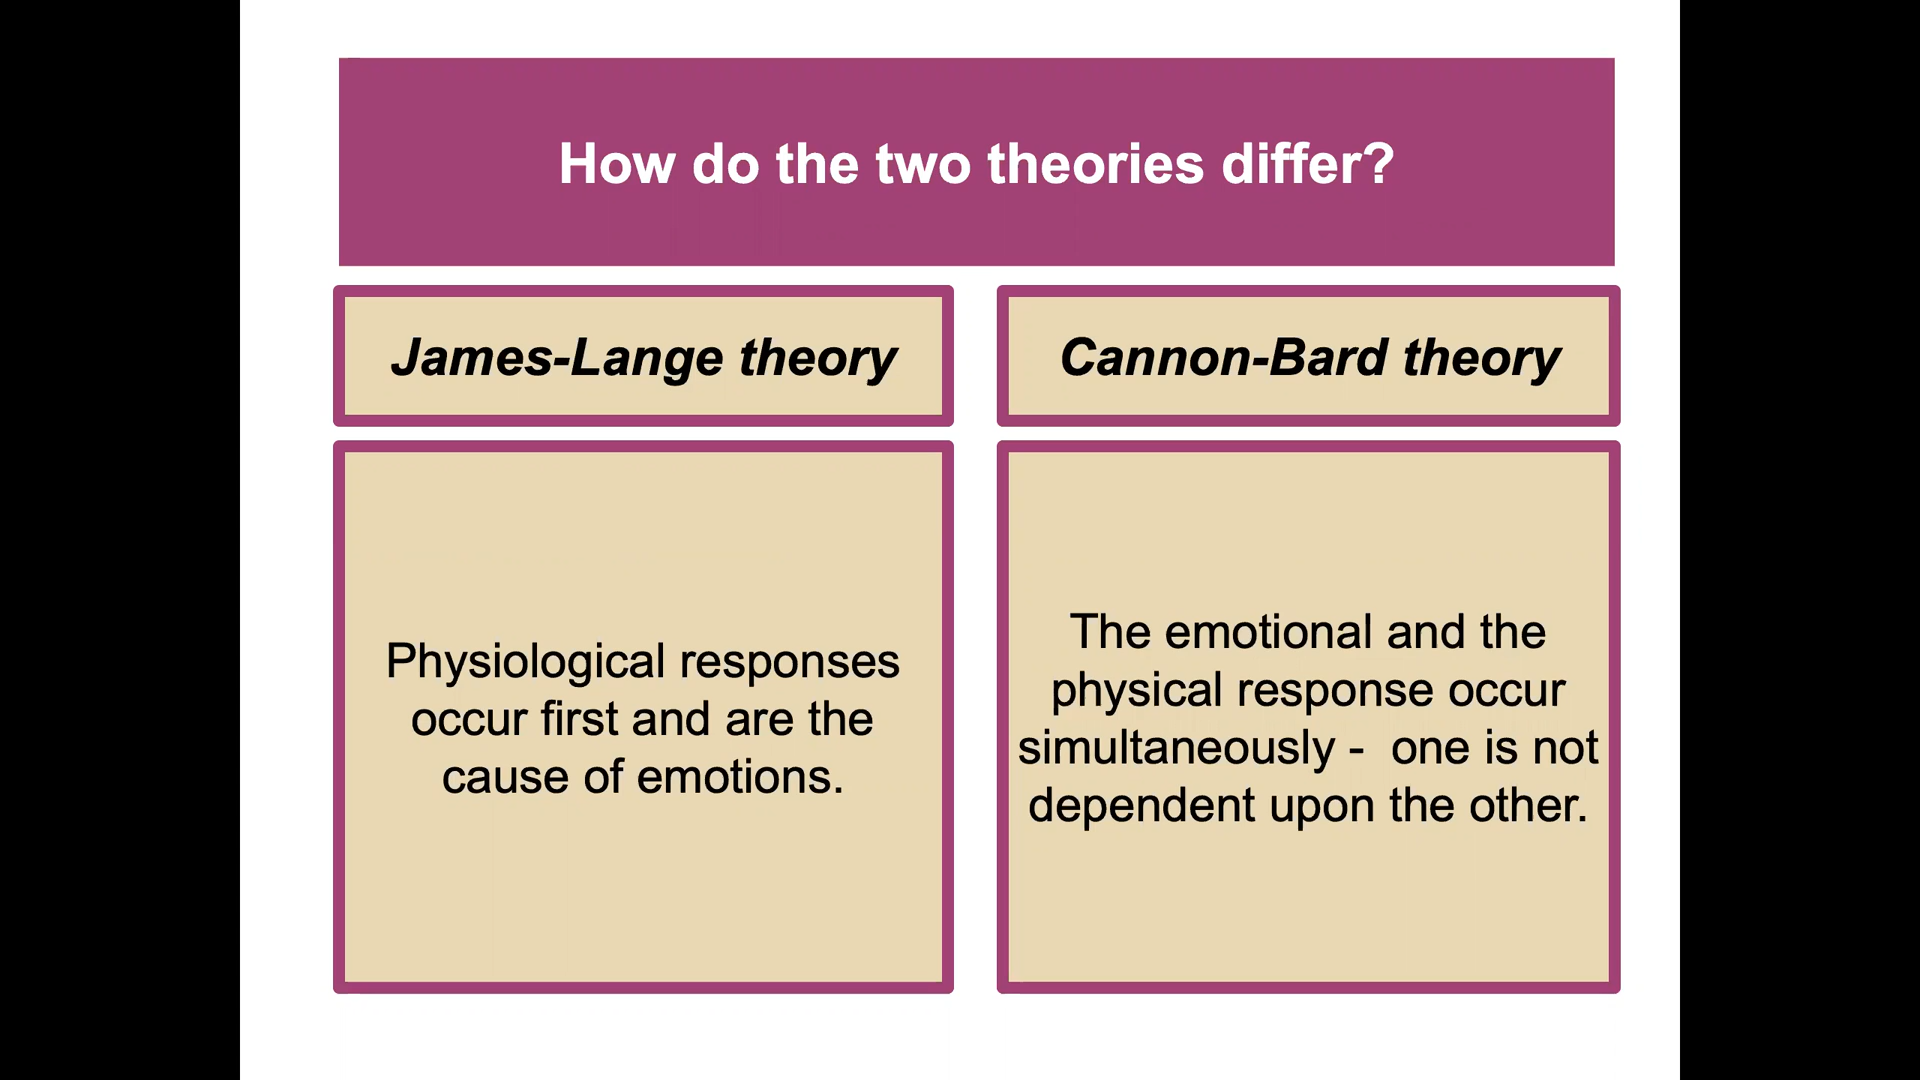 How do the two theories differ?
James-Lange theory
Cannon-Bard theory
Physiological responses
occur first and are the
cause of emotions.
The emotional and the
physical response occur
simultaneously -  one is not
dependent upon the other.